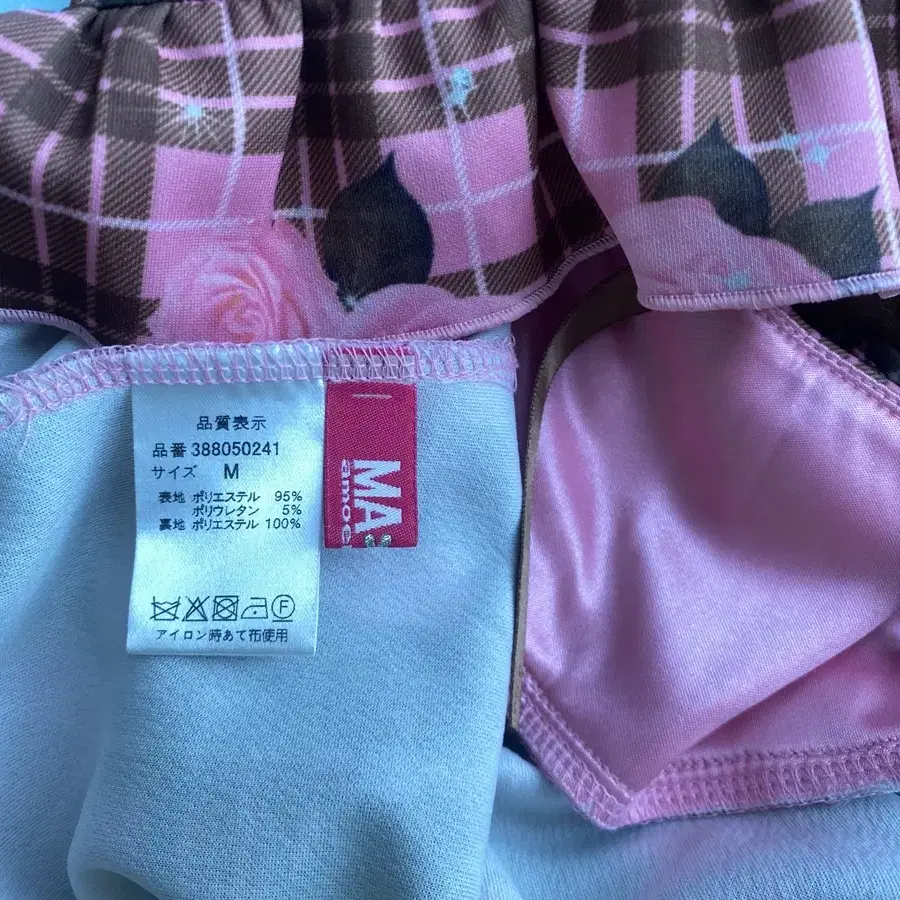 品質表示
品番 388050241
サイズ M
表地 ポリエステル 95%
ポリウレタン 5%
裏地 ポリエステル 100%
F
アイロン時あて布使用